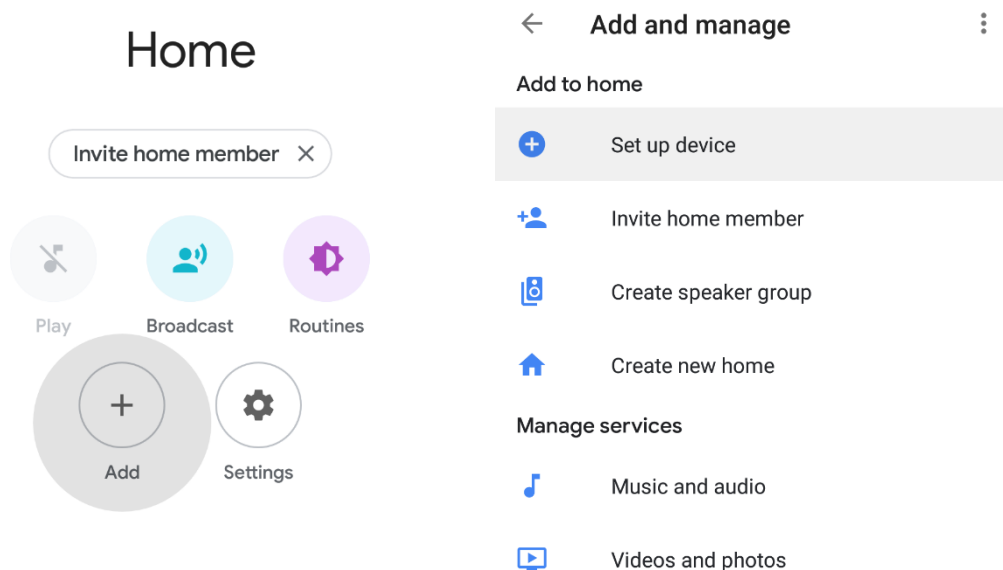 Home
Invite home member
Play
Broadcast
Routines
Add
Settings
Add and manage
Add to home
Set up device
Invite home member
Create speaker group
Create new home
Manage services
Music and audio
Videos and photos